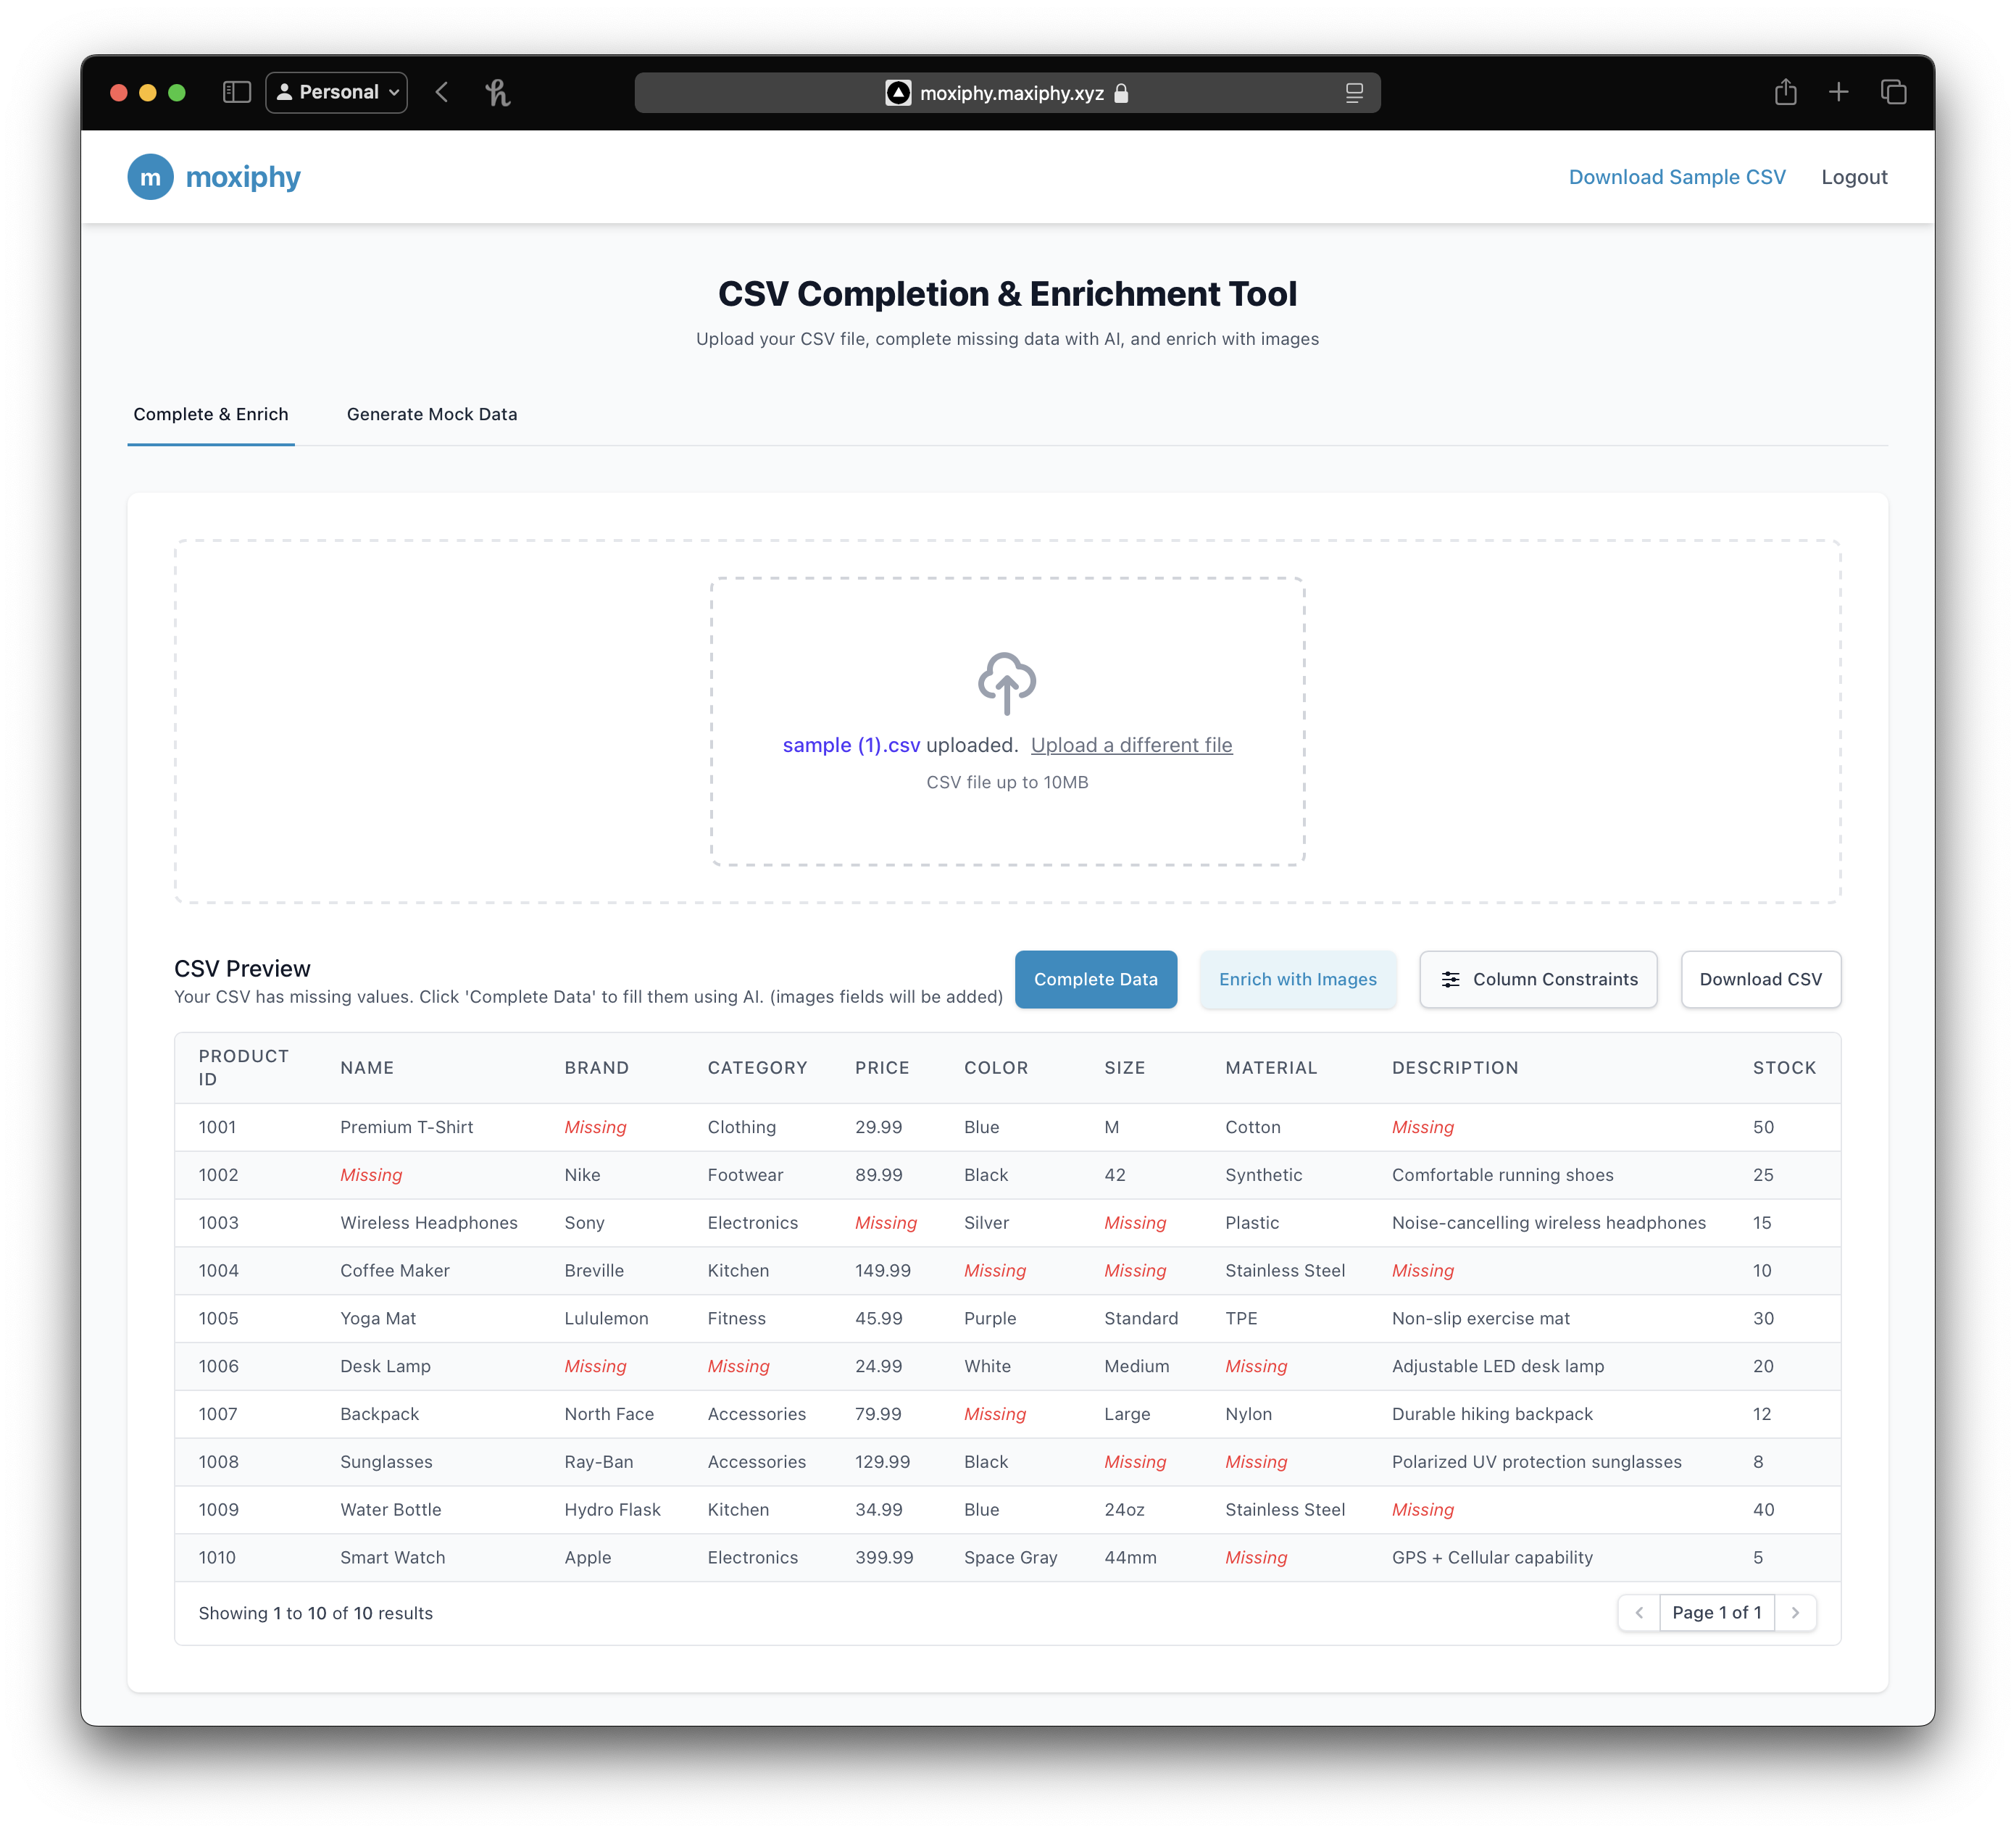 Personal
moxiphy.maxiphy.xyz
m moxiphy
Download Sample CSV Logout
CSV Completion & Enrichment Tool
Upload your CSV file, complete missing data with AI, and enrich with images
Complete & Enrich Generate Mock Data
sample (1).csv uploaded. Upload a different file
CSV file up to 10MB
CSV Preview
Your CSV has missing values. Click 'Complete Data' to fill them using AI. (images fields will be added)
Complete Data Enrich with Images Column Constraints Download CSV
PRODUCT ID NAME BRAND CATEGORY PRICE COLOR SIZE MATERIAL DESCRIPTION STOCK
1001 Premium T-Shirt Missing Clothing 29.99 Blue M Cotton Missing 50
1002 Missing Nike Footwear 89.99 Black 42 Synthetic Comfortable running shoes 25
1003 Wireless Headphones Sony Electronics Missing Silver Missing Plastic Noise-cancelling wireless headphones 15
1004 Coffee Maker Breville Kitchen 149.99 Missing Missing Stainless Steel Missing 10
1005 Yoga Mat Lululemon Fitness 45.99 Purple Standard TPE Non-slip exercise mat 30
1006 Desk Lamp Missing Missing 24.99 White Medium Missing Adjustable LED desk lamp 20
1007 Backpack North Face Accessories 79.99 Missing Large Nylon Durable hiking backpack 12
1008 Sunglasses Ray-Ban Accessories 129.99 Black Missing Missing Polarized UV protection sunglasses 8
1009 Water Bottle Hydro Flask Kitchen 34.99 Blue 24oz Stainless Steel Missing 40
1010 Smart Watch Apple Electronics 399.99 Space Gray 44mm Missing GPS + Cellular capability 5
Showing 1 to 10 of 10 results
Page 1 of 1